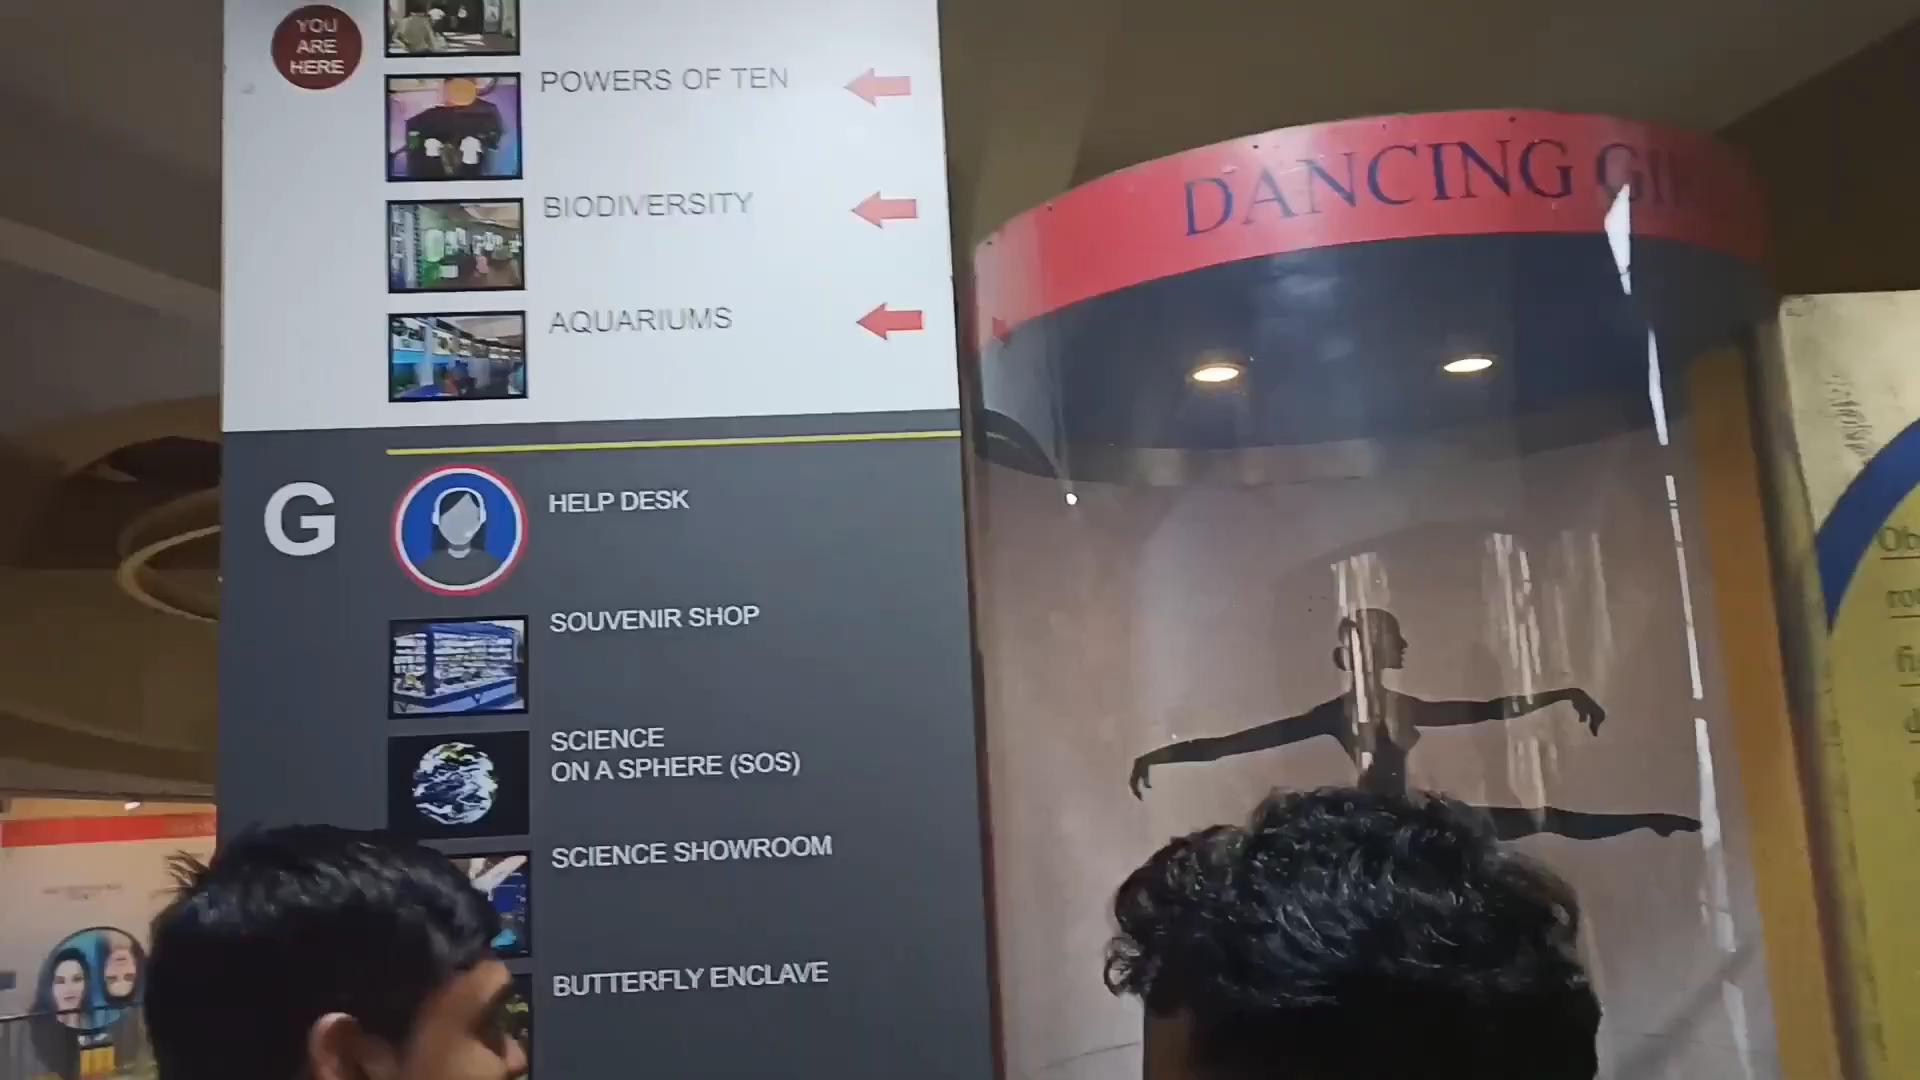 YOU
ARE
HERE
POWERS OF TEN
BIODIVERSITY
AQUARIUMS
G
HELP DESK
SOUVENIR SHOP
SCIENCE
ON A SPHERE (SOS)
SCIENCE SHOWROOM
BUTTERFLY ENCLAVE
DANCING